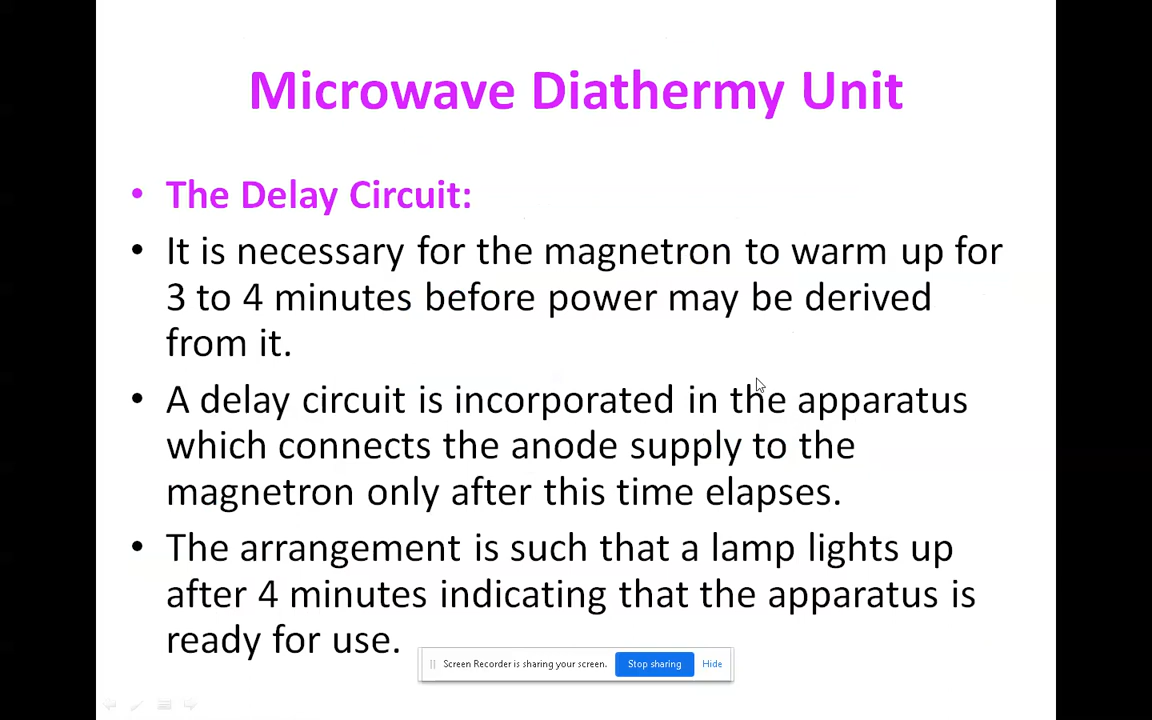 Microwave Diathermy Unit
• The Delay Circuit:
• It is necessary for the magnetron to warm up for
3 to 4 minutes before power may be derived
from it.
• A delay circuit is incorporated in the apparatus
which connects the anode supply to the
magnetron only after this time elapses.
• The arrangement is such that a lamp lights up
after 4 minutes indicating that the apparatus is
ready for use.
Screen Recorder is sharing your screen. Stop sharing Hide